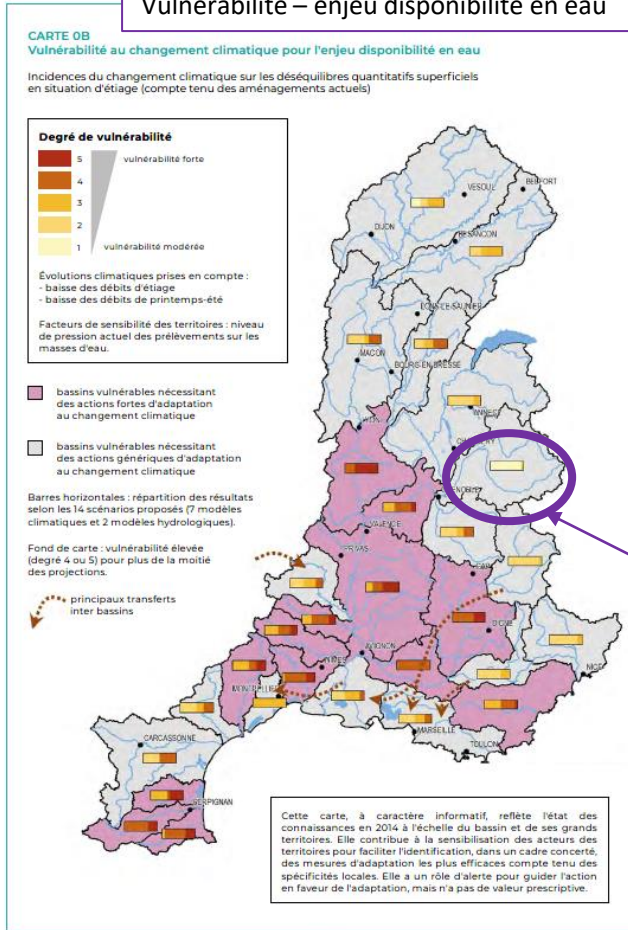 Vulnérabilité – enjeu disponibilité en eau
CARTE 0B
Vulnérabilité au changement climatique pour l'enjeu disponibilité en eau
Incidences du changement climatique sur les déséquilibres quantitatifs superficiels
en situation d'étiage (compte tenu des aménagements actuels)
Degré de vulnérabilité
5 vulnérabilité forte
4
3
2
1 vulnérabilité modérée
Évolutions climatiques prises en compte :
- baisse des débits d'étiage
- baisse des débits de printemps-été
Facteurs de sensibilité des territoires : niveau
de pression actuel des prélèvements sur les
masses d'eau.
bassins vulnérables nécessitant
des actions fortes d'adaptation
au changement climatique
bassins vulnérables nécessitant
des actions génériques d'adaptation
au changement climatique
Barres horizontales : répartition des résultats
selon les 14 scénarios proposés (7 modèles
climatiques et 2 modèles hydrologiques).
Fond de carte : vulnérabilité élevée
(degré 4 ou 5) pour plus de la moitié
des projections.
principaux transferts
inter bassins
VESOUL
BELFORT
DIJON
BESANCON
LONS-LE-SAUNIER
MACON
BOURG-EN-BRESSE
ANNECY
LYON
VALENCE
PRIVAS
GAP
DIGNE
AVIGNON
NIMES
NICE
MONTPELLIER
MARSEILLE
TOULON
CARCASSONNE
PERPIGNAN
Cette carte, à caractère informatif, reflète l'état des
connaissances en 2014 à l'échelle du bassin et de ses grands
territoires. Elle contribue à la sensibilisation des acteurs des
territoires pour faciliter l'identification, dans un cadre concerté,
des mesures d'adaptation les plus efficaces compte tenu des
spécificités locales. Elle a un rôle d'alerte pour guider l'action
en faveur de l'adaptation, mais n'a pas de valeur prescriptive.